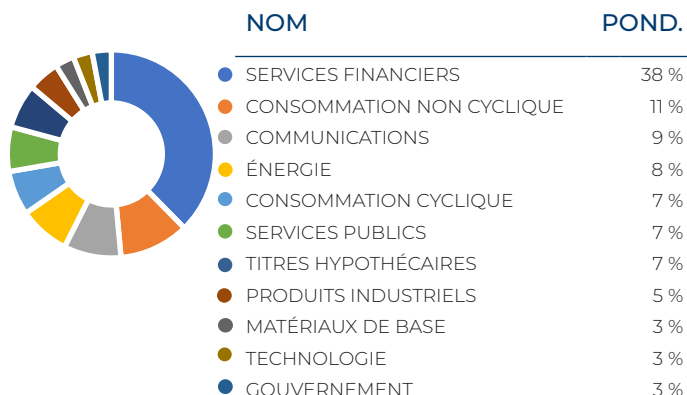 NOM POND.
SERVICES FINANCIERS 38 %
CONSOMMATION NON CYCLIQUE 11 %
COMMUNICATIONS 9 %
ÉNERGIE 8 %
CONSOMMATION CYCLIQUE 7 %
SERVICES PUBLICS 7 %
TITRES HYPOTHÉCAIRES 7 %
PRODUITS INDUSTRIELS 5 %
MATÉRIAUX DE BASE 3 %
TECHNOLOGIE 3 %
GOUVERNEMENT 3 %